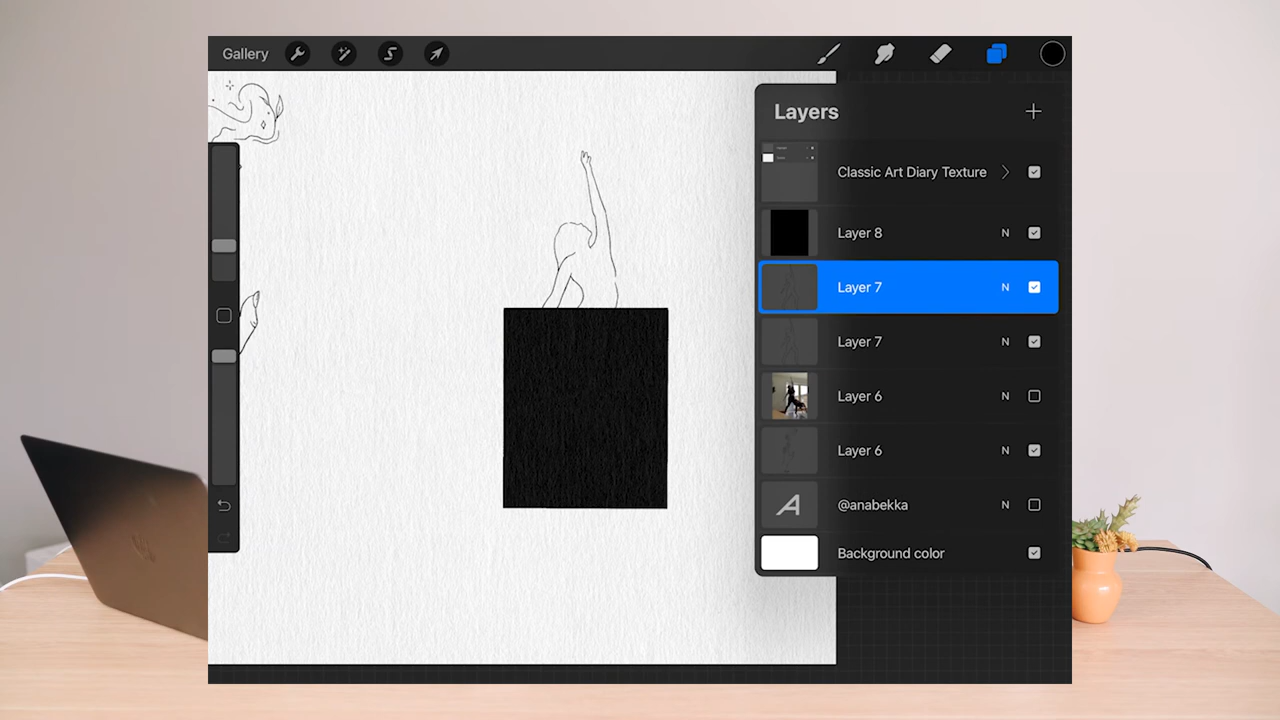 Gallery
Layers
Classic Art Diary Texture
Layer 8 N
Layer 7 N
Layer 7 N
Layer 6 N
Layer 6 N
A @anabekka N
Background color